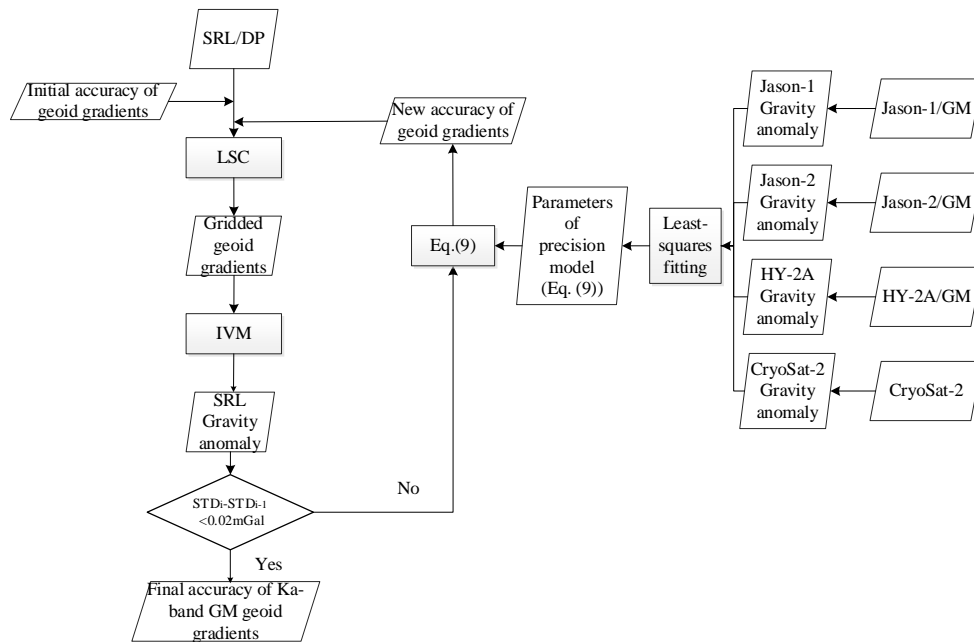 SRL/DP
Initial accuracy of
geoid gradients
New accuracy of
geoid gradients
LSC
Gridded
geoid
gradients
IVM
SRL
Gravity
anomaly
STDi-STDi-1
<0.02mGal
No
Yes
Final accuracy of Ka-
band GM geoid
gradients
Eq.(9)
Parameters
of
precision
model
(Eq. (9))
Least-
squares
fitting
Jason-1
Gravity
anomaly
Jason-1/GM
Jason-2
Gravity
anomaly
Jason-2/GM
HY-2A
Gravity
anomaly
HY-2A/GM
CryoSat-2
Gravity
anomaly
CryoSat-2